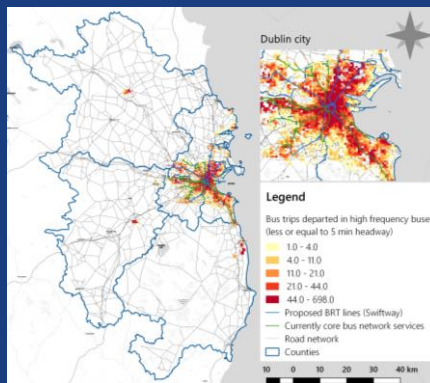 Dublin city
Legend
Bus trips departed in high frequency buses
(less or equal to 5 min headway)
1.0 - 4.0
4.0 - 11.0
11.0 - 21.0
21.0 - 44.0
44.0 - 698.0
Proposed BRT lines (Swiftway)
Currently core bus network services
Road network
Counties
10 0 10 20 30 40 km